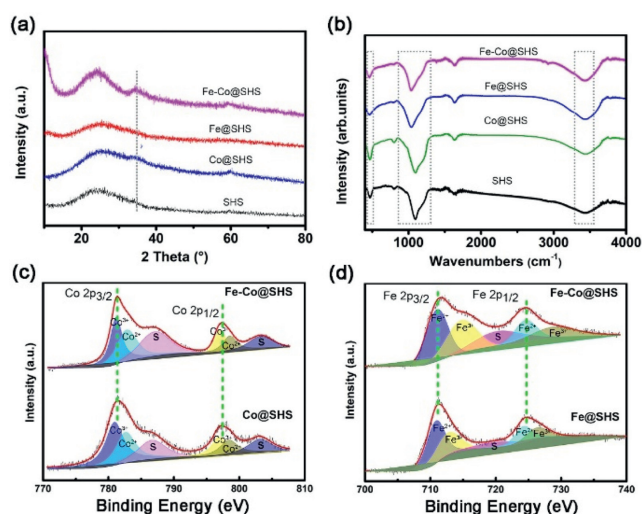 (a)
Intensity (a.u.)
Fe-Co@SHS
Fe@SHS
Co@SHS
SHS
20 40 60 80
2 Theta (°)
(b)
Intensity (arb.units)
Fe-Co@SHS
Fe@SHS
Co@SHS
SHS
1000 2000 3000 4000
Wavenumbers (cm⁻¹)
(c)
Intensity (a.u.)
Co 2p3/2
Co 2p1/2
Fe-Co@SHS
Co³⁺
Co²⁺
S
Co²⁺
S
Co@SHS
Co³⁺
Co²⁺
S
Co³⁺
Co²⁺
S
770 780 790 800 810
Binding Energy (eV)
(d)
Intensity (a.u.)
Fe 2p3/2
Fe 2p1/2
Fe-Co@SHS
Fe³⁺
S
Fe²⁺
Fe³⁺
Fe@SHS
Fe²⁺
Fe³⁺
S
Fe²⁺
Fe³⁺
700 710 720 730 740
Binding Energy (eV)